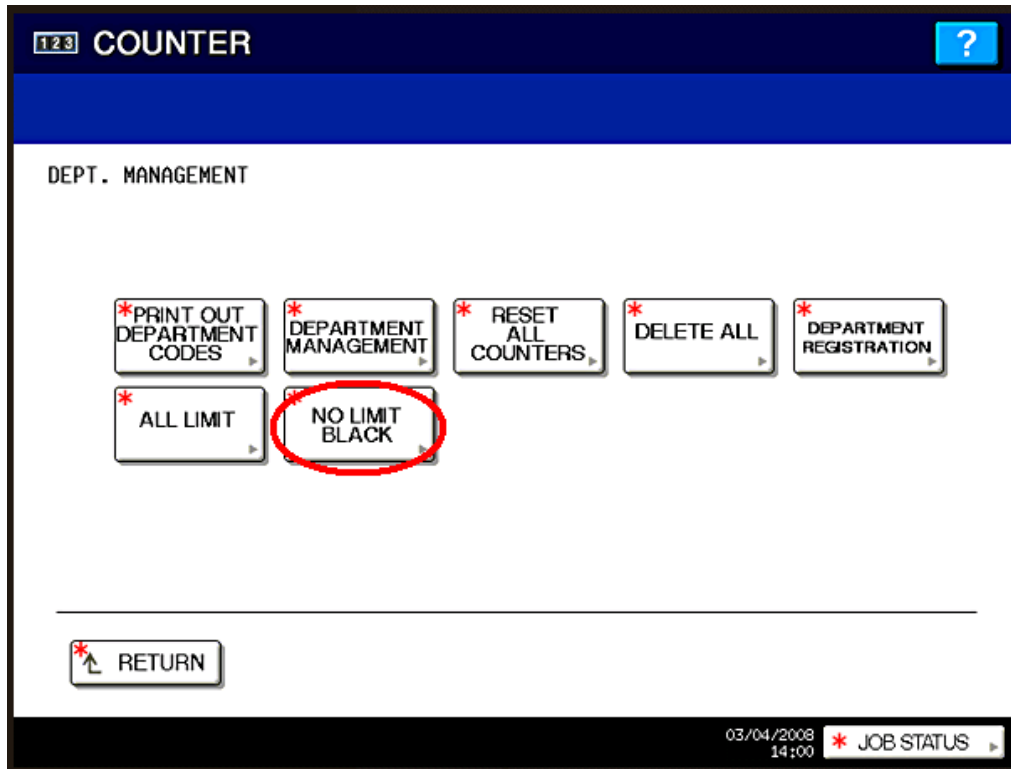 123 COUNTER ?
DEPT. MANAGEMENT
*PRINT OUT
DEPARTMENT
CODES
*
DEPARTMENT
MANAGEMENT
* RESET
ALL
COUNTERS
*
DELETE ALL
*
DEPARTMENT
REGISTRATION
*
ALL LIMIT
*
NO LIMIT
BLACK
* RETURN
03/04/2008
14:00
* JOB STATUS